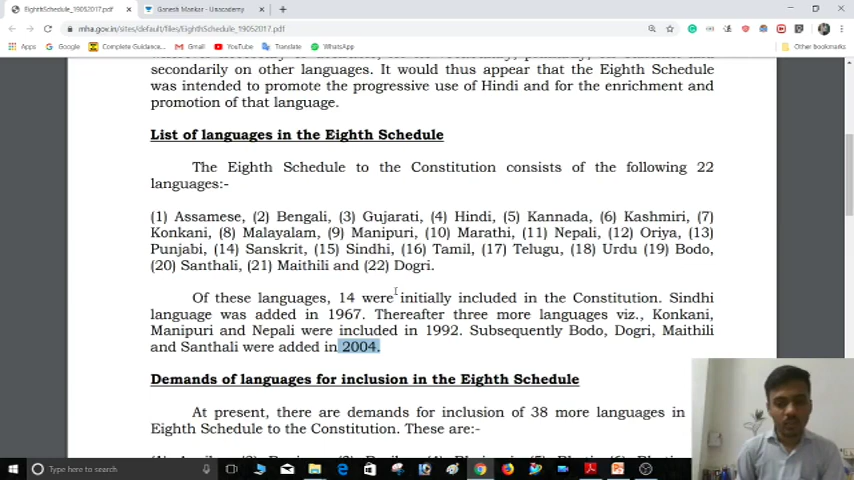 EighthSchedule_19052017.pdf
Ganesh Mankar - Unacademy
mha.gov.in/sites/default/files/EighthSchedule_19052017.pdf
Apps
Google
Complete Guidance...
Gmail
YouTube
Translate
WhatsApp
Other bookmarks
secondarily on other languages. It would thus appear that the Eighth Schedule
was intended to promote the progressive use of Hindi and for the enrichment and
promotion of that language.
List of languages in the Eighth Schedule
The Eighth Schedule to the Constitution consists of the following 22
languages:-
(1) Assamese, (2) Bengali, (3) Gujarati, (4) Hindi, (5) Kannada, (6) Kashmiri, (7)
Konkani, (8) Malayalam, (9) Manipuri, (10) Marathi, (11) Nepali, (12) Oriya, (13)
Punjabi, (14) Sanskrit, (15) Sindhi, (16) Tamil, (17) Telugu, (18) Urdu (19) Bodo,
(20) Santhali, (21) Maithili and (22) Dogri.
Of these languages, 14 were initially included in the Constitution. Sindhi
language was added in 1967. Thereafter three more languages viz., Konkani,
Manipuri and Nepali were included in 1992. Subsequently Bodo, Dogri, Maithili
and Santhali were added in 2004.
Demands of languages for inclusion in the Eighth Schedule
At present, there are demands for inclusion of 38 more languages in
Eighth Schedule to the Constitution. These are:-
Type here to search